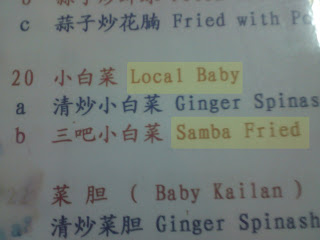 c 蒜子炒花腩 Fried with Po
20 小白菜 Local Baby
a 清炒小白菜 Ginger Spinas
b 三吧小白菜 Samba Fried
菜 胆 ( Baby Kailan )
a 清炒菜胆 Ginger Spinash